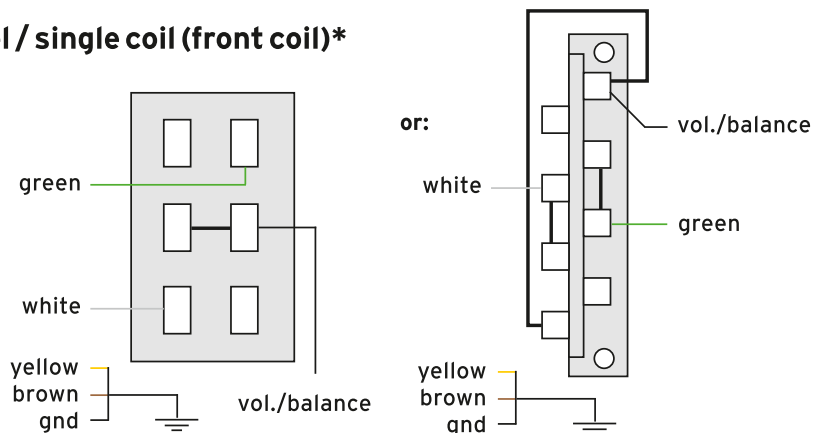 / single coil (front coil)*
green
white
yellow
brown
gnd
vol./balance
or:
vol./balance
white
green
yellow
brown
gnd